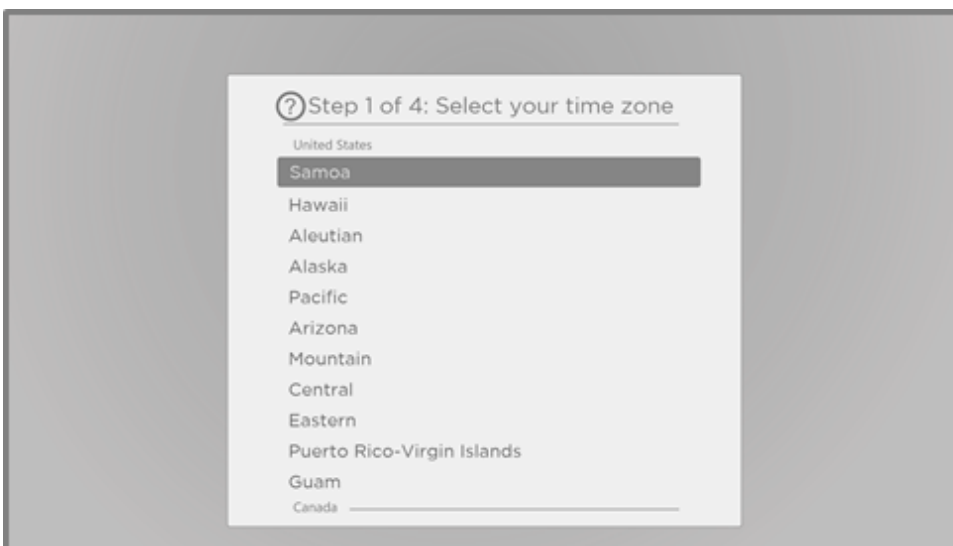 ? Step 1 of 4: Select your time zone
United States
Samoa
Hawaii
Aleutian
Alaska
Pacific
Arizona
Mountain
Central
Eastern
Puerto Rico-Virgin Islands
Guam
Canada